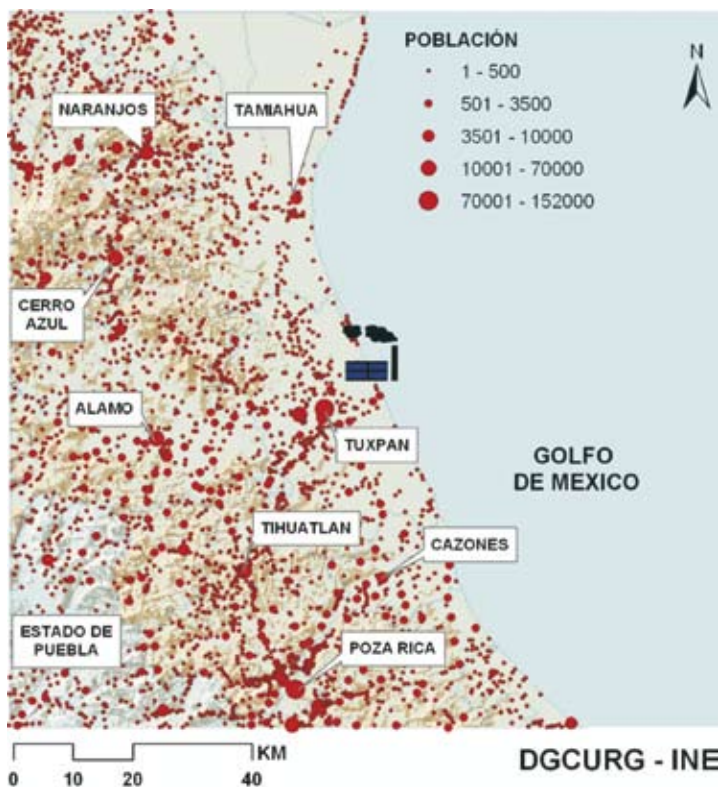 POBLACIÓN
1 - 500
501 - 3500
3501 - 10000
10001 - 70000
70001 - 152000
N
NARANJOS
TAMIAHUA
CERRO
AZUL
ALAMO
TUXPAN
GOLFO
DE MEXICO
TIHUATLAN
CAZONES
ESTADO DE
PUEBLA
POZA RICA
KM
0 10 20 40
DGCURG - INE